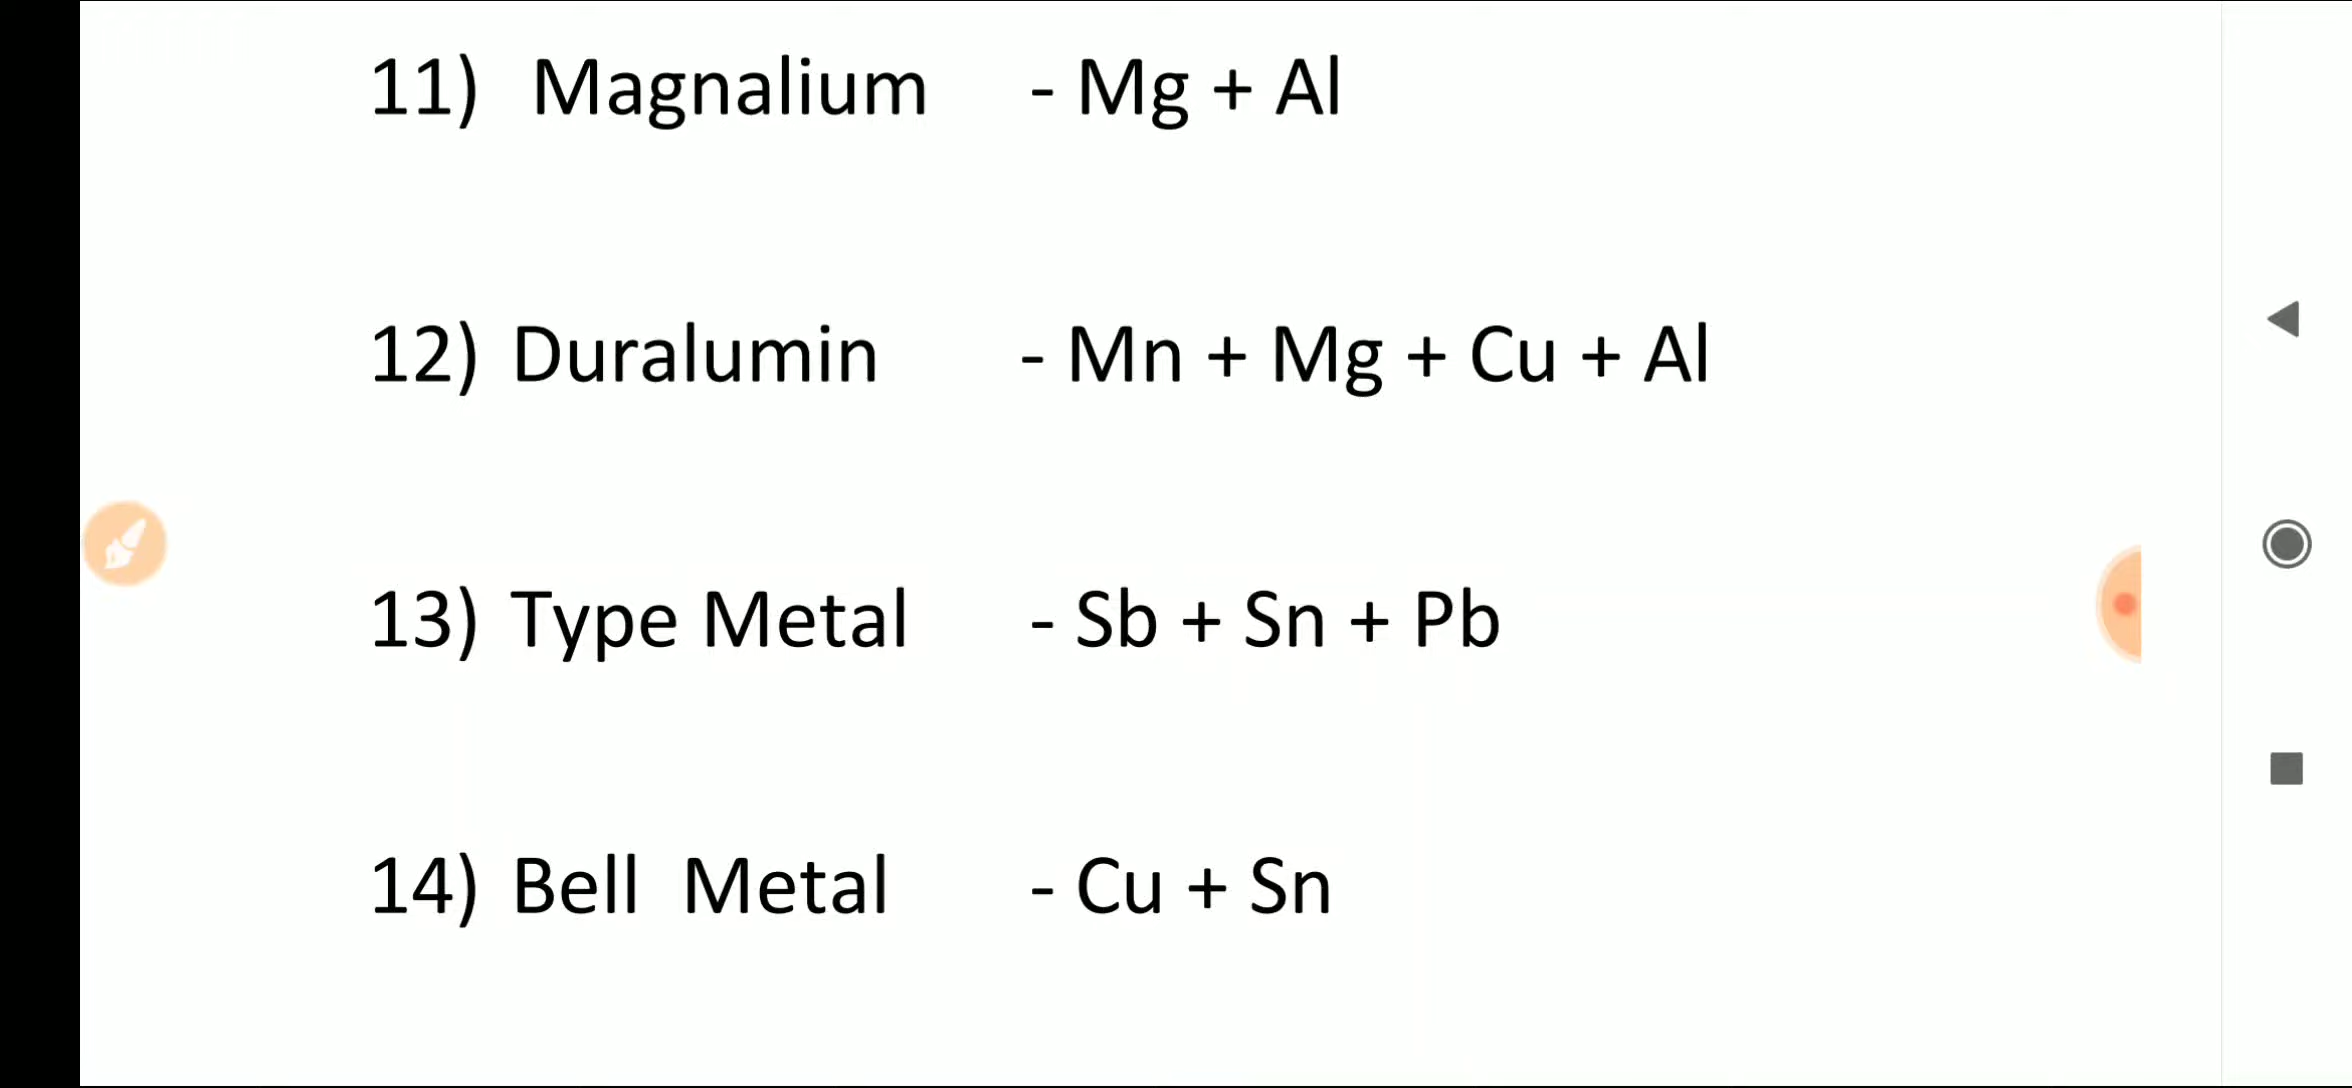 11) Magnalium - Mg + Al
12) Duralumin - Mn + Mg + Cu + Al
13) Type Metal - Sb + Sn + Pb
14) Bell Metal - Cu + Sn